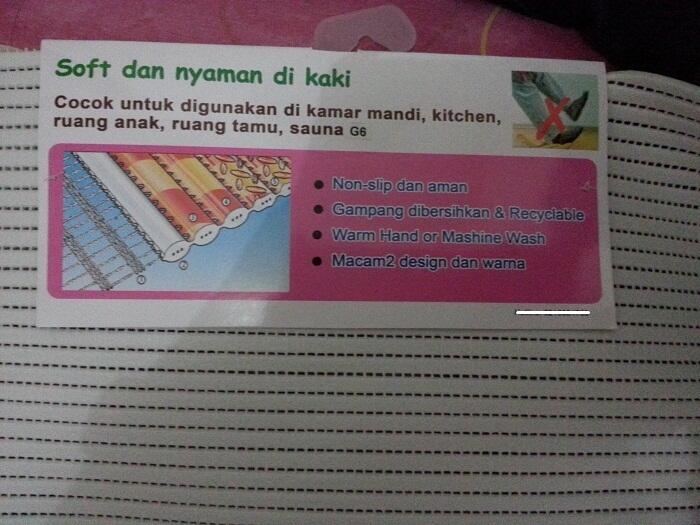 Soft dan nyaman di kaki
Cocok untuk digunakan di kamar mandi, kitchen,
ruang anak, ruang tamu, sauna G6
Non-slip dan aman
Gampang dibersihkan & Recyclable
Warm Hand or Mashine Wash
Macam2 design dan warna